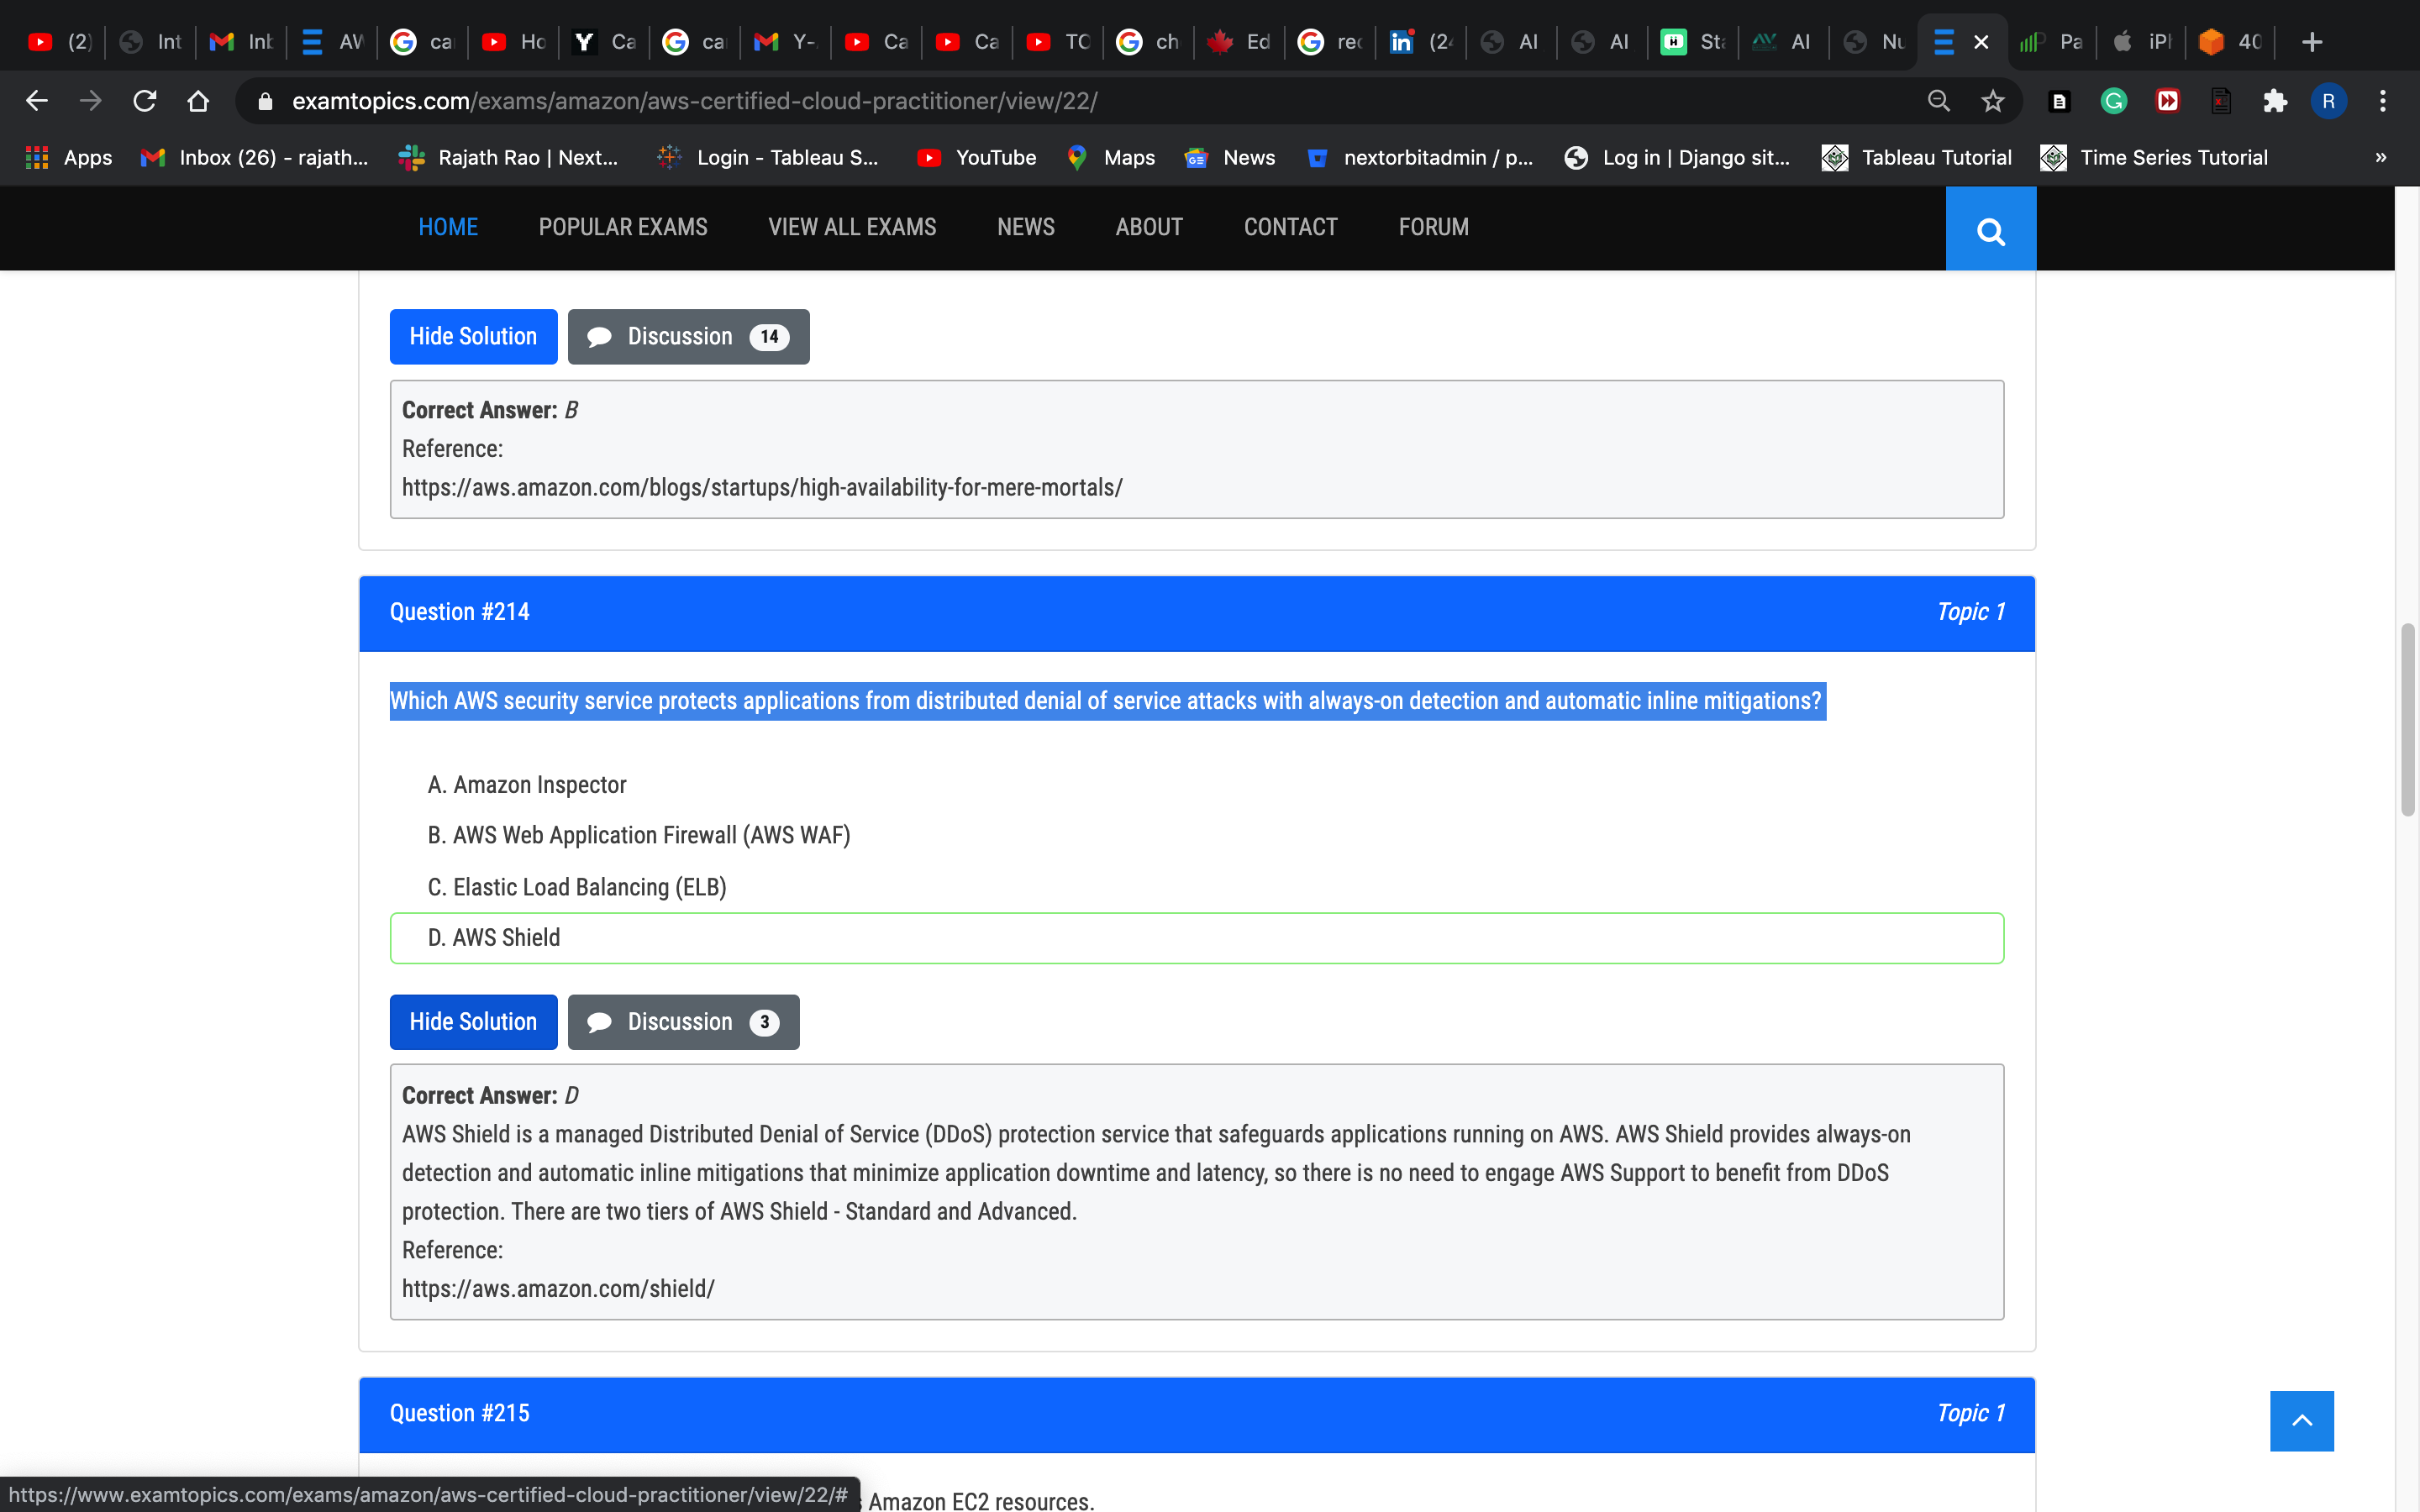 (2) Int Inb AW ca Ho Ca ca Y- Ca Ca TO ch Ed rec (24 AI AI Sta AI Nu Pa iPh 40
examtopics.com/exams/amazon/aws-certified-cloud-practitioner/view/22/ R
Apps Inbox (26) - rajath... Rajath Rao | Next... Login - Tableau S... YouTube Maps News nextorbitadmin / p... Log in | Django sit... Tableau Tutorial Time Series Tutorial »
HOME POPULAR EXAMS VIEW ALL EXAMS NEWS ABOUT CONTACT FORUM
Hide Solution Discussion 14
Correct Answer: B
Reference:
https://aws.amazon.com/blogs/startups/high-availability-for-mere-mortals/
Question #214 Topic 1
Which AWS security service protects applications from distributed denial of service attacks with always-on detection and automatic inline mitigations?
A. Amazon Inspector
B. AWS Web Application Firewall (AWS WAF)
C. Elastic Load Balancing (ELB)
D. AWS Shield
Hide Solution Discussion 3
Correct Answer: D
AWS Shield is a managed Distributed Denial of Service (DDoS) protection service that safeguards applications running on AWS. AWS Shield provides always-on
detection and automatic inline mitigations that minimize application downtime and latency, so there is no need to engage AWS Support to benefit from DDoS
protection. There are two tiers of AWS Shield - Standard and Advanced.
Reference:
https://aws.amazon.com/shield/
Question #215 Topic 1
https://www.examtopics.com/exams/amazon/aws-certified-cloud-practitioner/view/22/# Amazon EC2 resources.